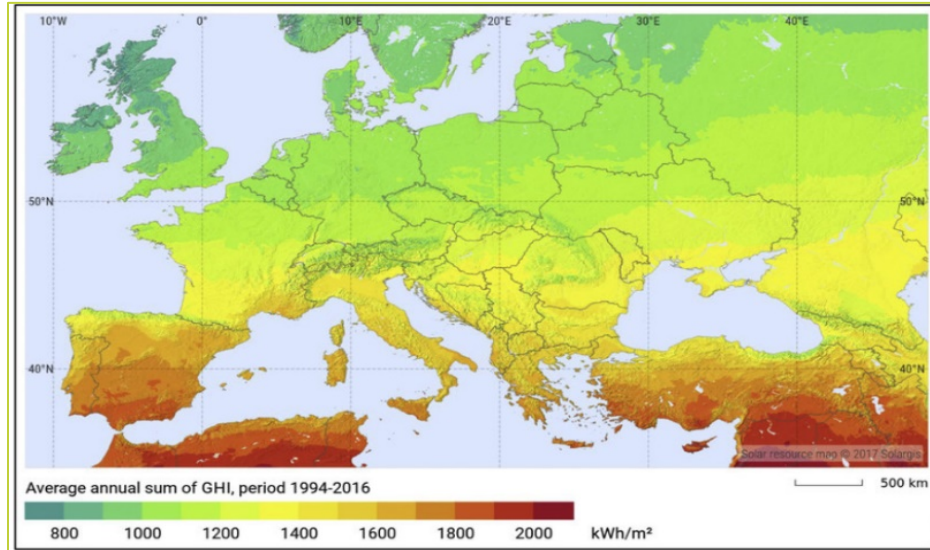 10°W 0° 10°E 20°E 30°E 40°E
50°N 50°N
40°N 40°N
Solar resource map © 2017 Solargis
Average annual sum of GHI, period 1994-2016
500 km
800 1000 1200 1400 1600 1800 2000 kWh/m²